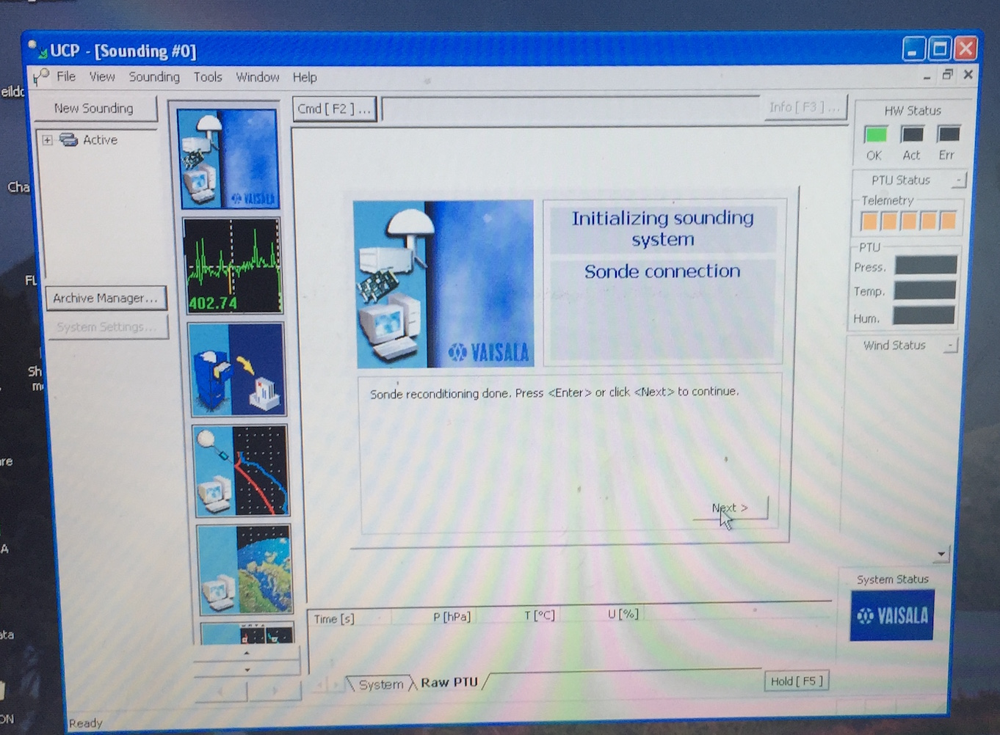 UCP - [Sounding #0]
File View Sounding Tools Window Help
New Sounding
Active
Archive Manager...
System Settings...
VAISALA
402.74
Cmd [ F2 ] ...
Info [ F3 ] ...
Initializing sounding
system
Sonde connection
VAISALA
Sonde reconditioning done. Press <Enter> or click <Next> to continue.
Next >
Time [s] P [hPa] T [°C] U [%]
System Raw PTU
Hold [ F5 ]
HW Status
OK Act Err
PTU Status -
Telemetry
PTU
Press.
Temp.
Hum.
Wind Status -
System Status
VAISALA
Ready
eildo
Cha
FL
Sh
re
A
ata
ON